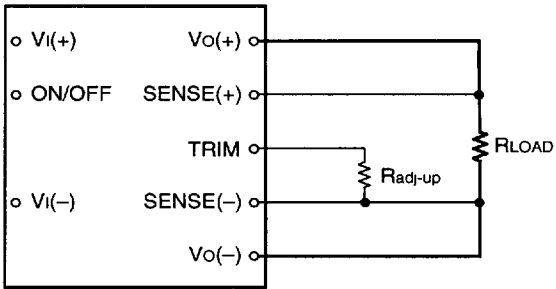 VI(+)
VO(+)
ON/OFF
SENSE(+)
TRIM
RLOAD
Radj-up
VI(–)
SENSE(–)
VO(–)